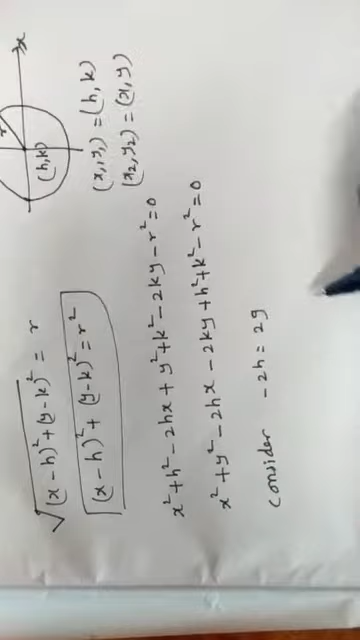 x
r
(h,k)
(x₁,y₁) = (h,k)
(x₂,y₂) = (x,y)
√(x-h)²+(y-k)² = r
(x-h)²+(y-k)² = r²
x²+h²-2hx+y²+k²-2ky-r²=0
x²+y²-2hx-2ky+h²+k²-r²=0
Consider -2h = 2g